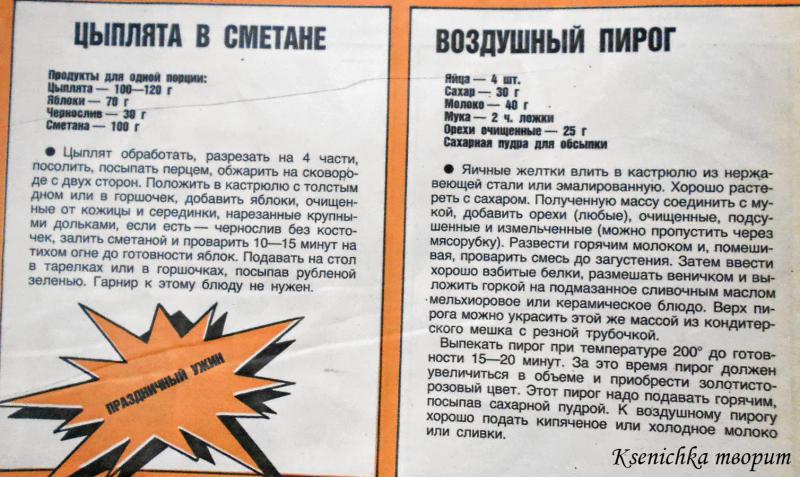 ЦЫПЛЯТА В СМЕТАНЕ
Продукты для одной порции:
Цыплята — 100—120 г
Яблоки — 70 г
Чернослив — 30 г
Сметана — 100 г
● Цыплят обработать, разрезать на 4 части,
посолить, посыпать перцем, обжарить на сковоро-
де с двух сторон. Положить в кастрюлю с толстым
дном или в горшочек, добавить яблоки, очищен-
ные от кожицы и серединки, нарезанные крупны-
ми дольками, если есть — чернослив без косто-
чек, залить сметаной и проварить 10—15 минут на
тихом огне до готовности яблок. Подавать на стол
в тарелках или в горшочках, посыпав рубленой
зеленью. Гарнир к этому блюду не нужен.
ПРАЗДНИЧНЫЙ УЖИН
ВОЗДУШНЫЙ ПИРОГ
Яйца — 4 шт.
Сахар — 30 г
Молоко — 40 г
Мука — 2 ч. ложки
Орехи очищенные — 25 г
Сахарная пудра для обсыпки
● Яичные желтки влить в кастрюлю из нержа-
веющей стали или эмалированную. Хорошо расте-
реть с сахаром. Полученную массу соединить с му-
кой, добавить орехи (любые), очищенные, подсу-
шенные и измельченные (можно пропустить через
мясорубку). Развести горячим молоком и, помеши-
вая, проварить смесь до загустения. Затем ввести
хорошо взбитые белки, размешать веничком и вы-
ложить горкой на подмазанное сливочным маслом
мельхиоровое или керамическое блюдо. Верх пи-
рога можно украсить этой же массой из кондитер-
ского мешка с резной трубочкой.
Выпекать пирог при температуре 200° до готов-
ности 15—20 минут. За это время пирог должен
увеличиться в объеме и приобрести золотисто-
розовый цвет. Этот пирог надо подавать горячим,
посыпав сахарной пудрой. К воздушному пирогу
хорошо подать кипяченое или холодное молоко
или сливки.
Ksenichka творит